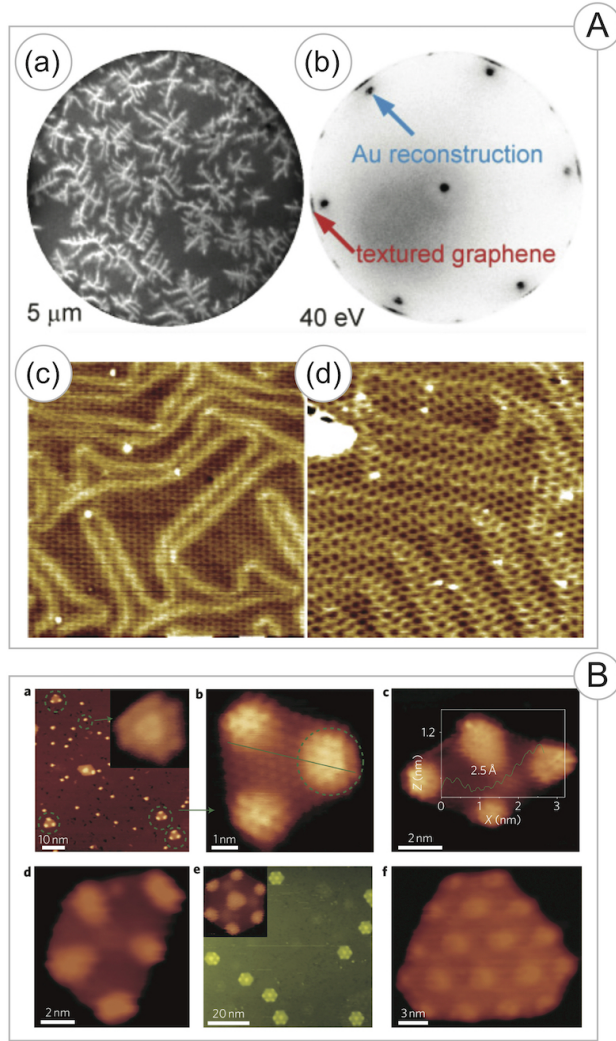 A
(a)
(b)
Au reconstruction
textured graphene
5 μm
40 eV
(c)
(d)
B
a
10 nm
b
1 nm
c
1.2
Z (nm)
2.5 Å
0
0 1 2 3
X (nm)
2 nm
d
2 nm
e
20 nm
f
3 nm